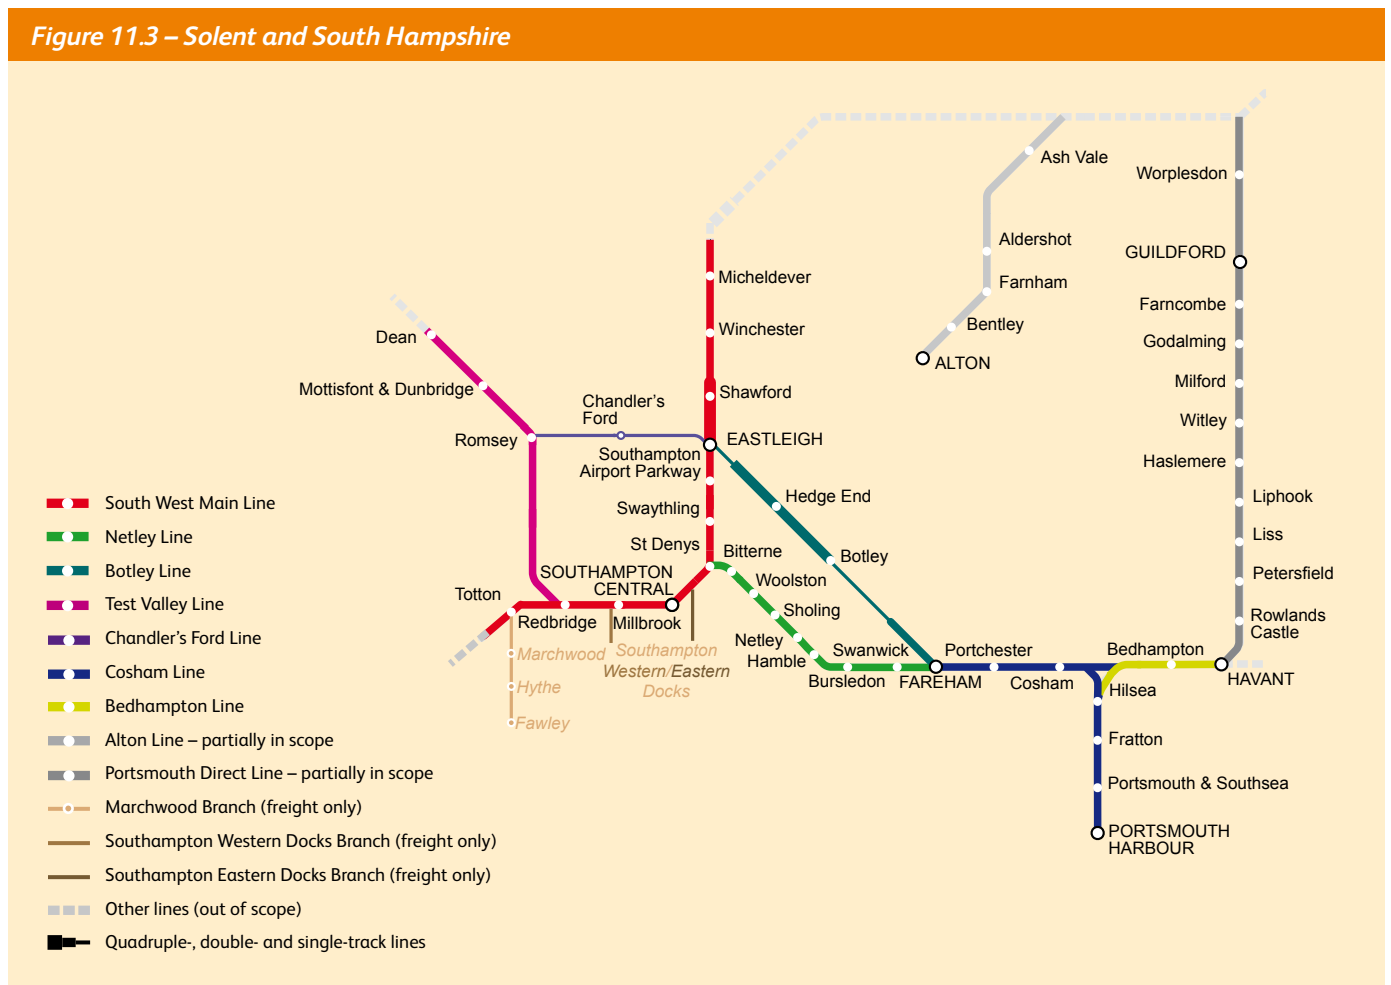 Figure 11.3 – Solent and South Hampshire
Ash Vale
Worplesdon
Aldershot
GUILDFORD
Micheldever
Farnham
Farncombe
Winchester
Bentley
Dean
Godalming
ALTON
Mottisfont & Dunbridge
Shawford
Milford
Chandler's
Ford
Witley
Romsey
EASTLEIGH
Southampton
Airport Parkway
Haslemere
Hedge End
Liphook
Swaythling
Liss
St Denys
Bitterne
Botley
SOUTHAMPTON
CENTRAL
Woolston
Petersfield
Totton
Redbridge
Millbrook
Sholing
Rowlands
Castle
Netley
Hamble
Swanwick
Portchester
Bedhampton
Marchwood
Southampton
Western/Eastern
Docks
Bursledon
FAREHAM
Cosham
HAVANT
Hythe
Hilsea
Fawley
Fratton
Portsmouth & Southsea
PORTSMOUTH
HARBOUR
South West Main Line
Netley Line
Botley Line
Test Valley Line
Chandler's Ford Line
Cosham Line
Bedhampton Line
Alton Line – partially in scope
Portsmouth Direct Line – partially in scope
Marchwood Branch (freight only)
Southampton Western Docks Branch (freight only)
Southampton Eastern Docks Branch (freight only)
Other lines (out of scope)
Quadruple-, double- and single-track lines